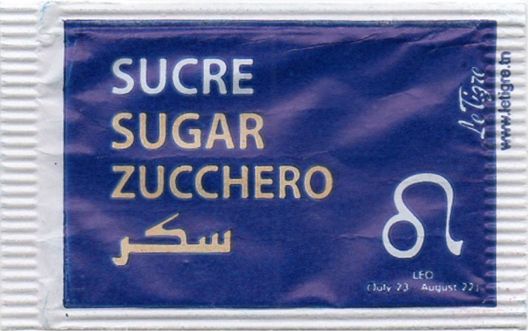 SUCRE
SUGAR
ZUCCHERO
سكر
LEO
(July 23 - August 22)
Le Tigre
www.letigre.tn